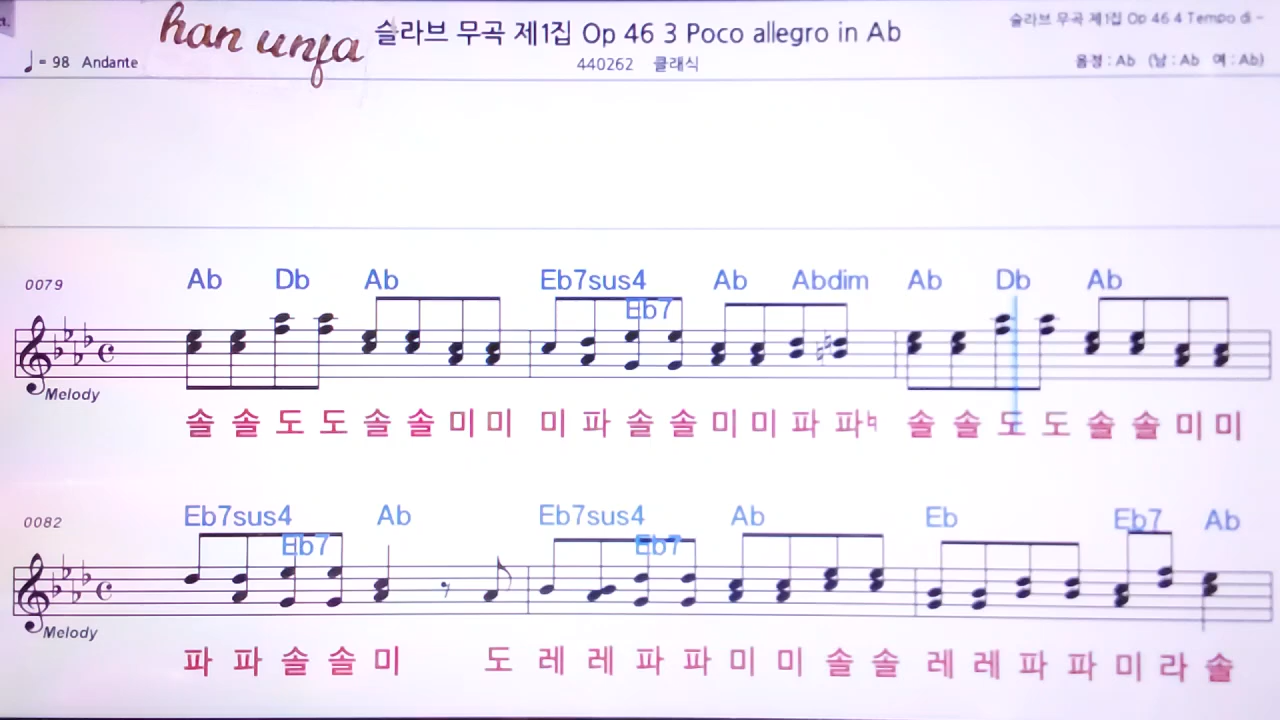 han unfa
슬라브 무곡 제1집 Op 46 3 Poco allegro in Ab
슬라브 무곡 제1집 Op 46 4 Tempo di -
♩ = 98 Andante
440262 클래식
음정 : Ab (남 : Ab 여 : Ab)
0079
Ab Db Ab Eb7sus4 Eb7 Ab Abdim Ab Db Ab
Melody
솔 솔 도 도 솔 솔 미 미 미 파 솔 솔 미 미 파 파♮ 솔 솔 도 도 솔 솔 미 미
0082
Eb7sus4 Eb7 Ab Eb7sus4 Eb7 Ab Eb Eb7 Ab
Melody
파 파 솔 솔 미 도 레 레 파 파 미 미 솔 솔 레 레 파 파 미 라 솔